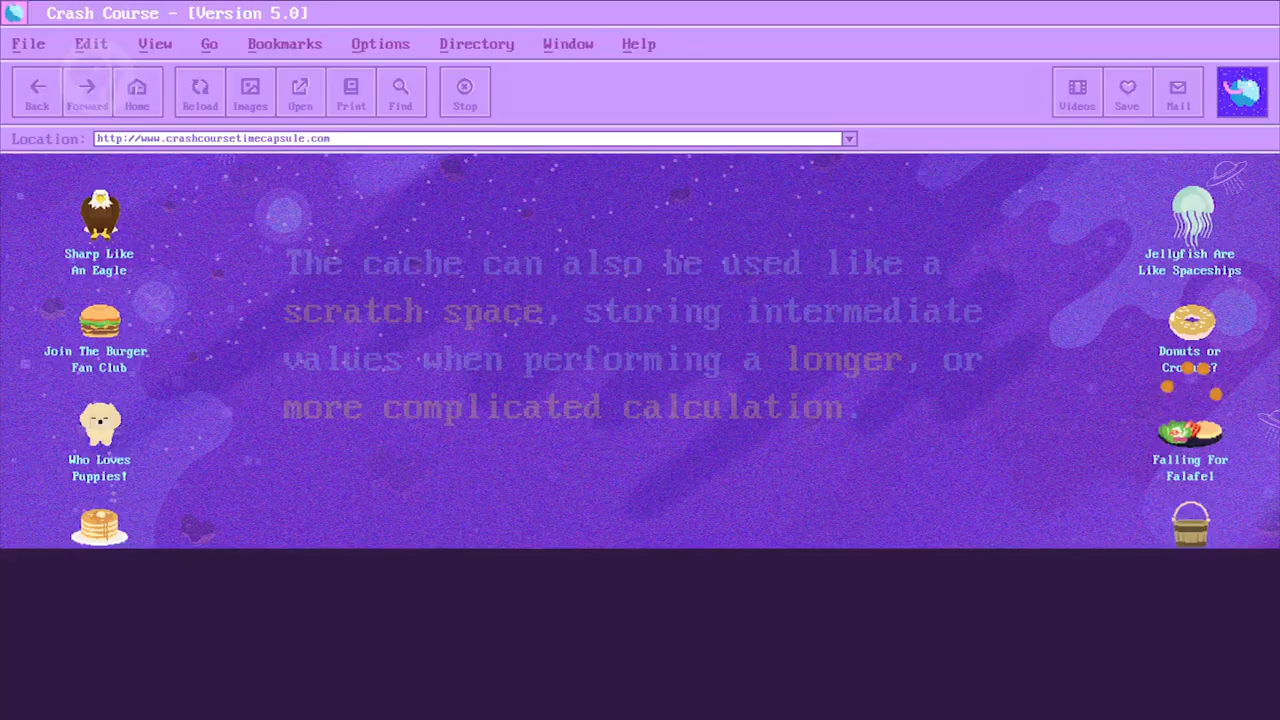 Crash Course - [Version 5.0]
File Edit View Go Bookmarks Options Directory Window Help
Back Forward Home Reload Images Open Print Find Stop Videos Save Mail
Location: http://www.crashcoursetimecapsule.com
Sharp Like
An Eagle
Join The Burger
Fan Club
Who Loves
Puppies!
The cache can also be used like a
scratch space, storing intermediate
values when performing a longer, or
more complicated calculation.
Jellyfish Are
Like Spaceships
Donuts or
Falling For
Falafel